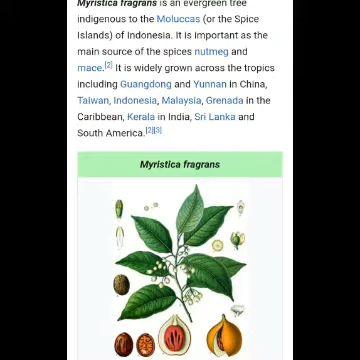 Myristica fragrans is an evergreen tree
indigenous to the Moluccas (or the Spice
Islands) of Indonesia. It is important as the
main source of the spices nutmeg and
mace.[2] It is widely grown across the tropics
including Guangdong and Yunnan in China,
Taiwan, Indonesia, Malaysia, Grenada in the
Caribbean, Kerala in India, Sri Lanka and
South America.[2][3]
Myristica fragrans